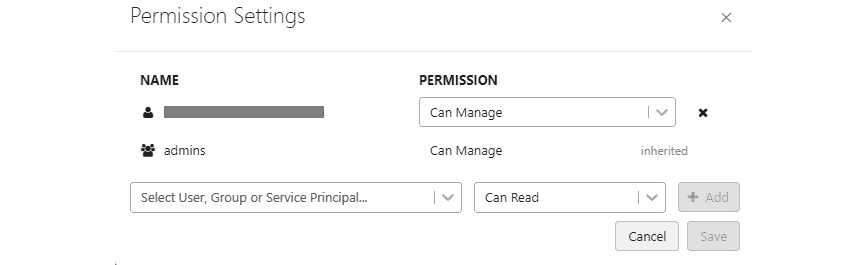 Permission Settings
NAME PERMISSION
Can Manage
admins Can Manage inherited
Select User, Group or Service Principal... Can Read Add
Cancel Save